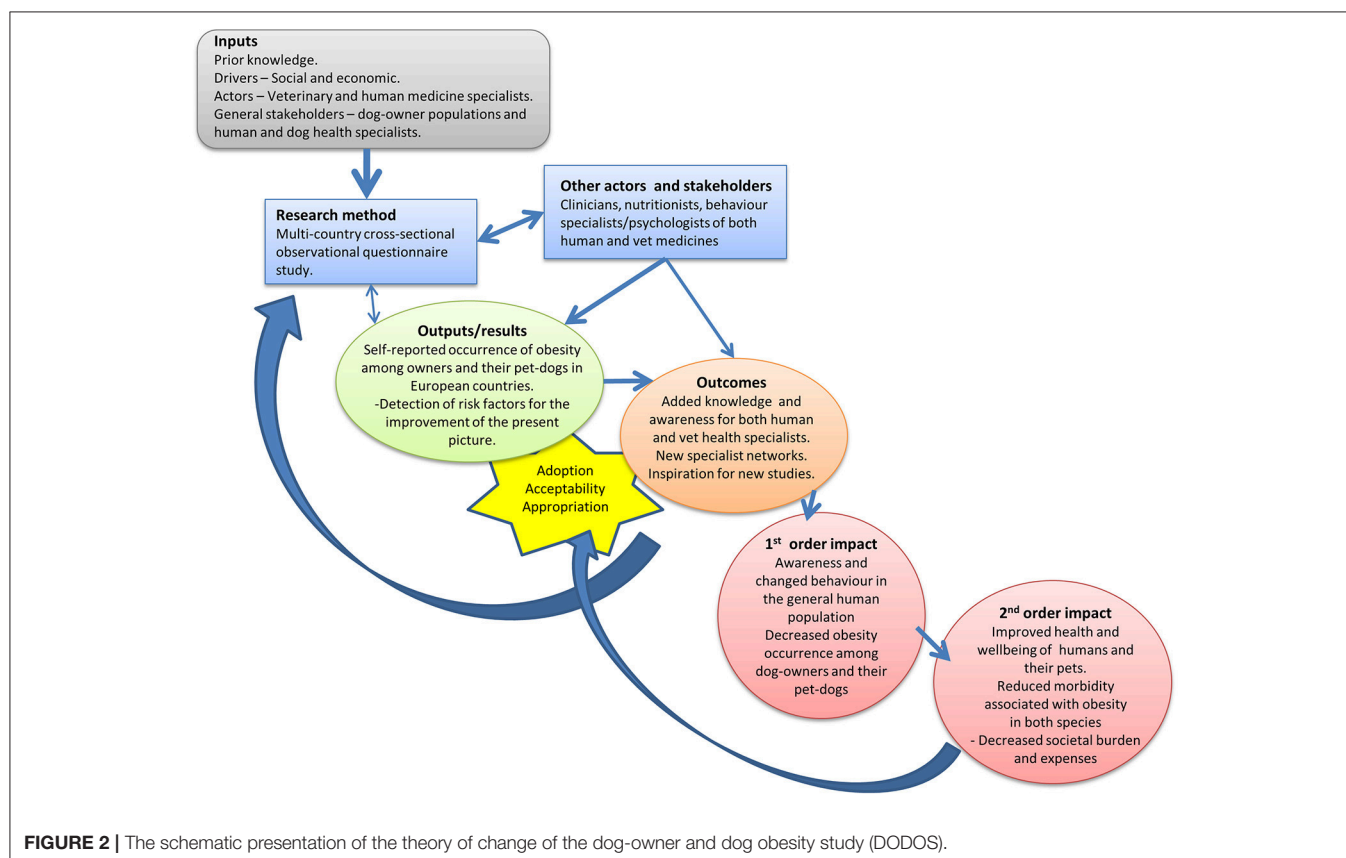 Inputs
Prior knowledge.
Drivers – Social and economic.
Actors – Veterinary and human medicine specialists.
General stakeholders – dog-owner populations and
human and dog health specialists.
Other actors and stakeholders
Clinicians, nutritionists, behaviour
specialists/psychologists of both
human and vet medicines
Research method
Multi-country cross-sectional
observational questionnaire
study.
Outputs/results
Self-reported occurrence of obesity
among owners and their pet-dogs in
European countries.
-Detection of risk factors for the
improvement of the present
picture.
Outcomes
Added knowledge and
awareness for both human
and vet health specialists.
New specialist networks.
Inspiration for new studies.
Adoption
Acceptability
Appropriation
1st order impact
Awareness and
changed behaviour in
the general human
population
Decreased obesity
occurrence among
dog-owners and their
pet-dogs
2nd order impact
Improved health and
wellbeing of humans and
their pets.
Reduced morbidity
associated with obesity
in both species
- Decreased societal burden
and expenses
FIGURE 2 | The schematic presentation of the theory of change of the dog-owner and dog obesity study (DODOS).